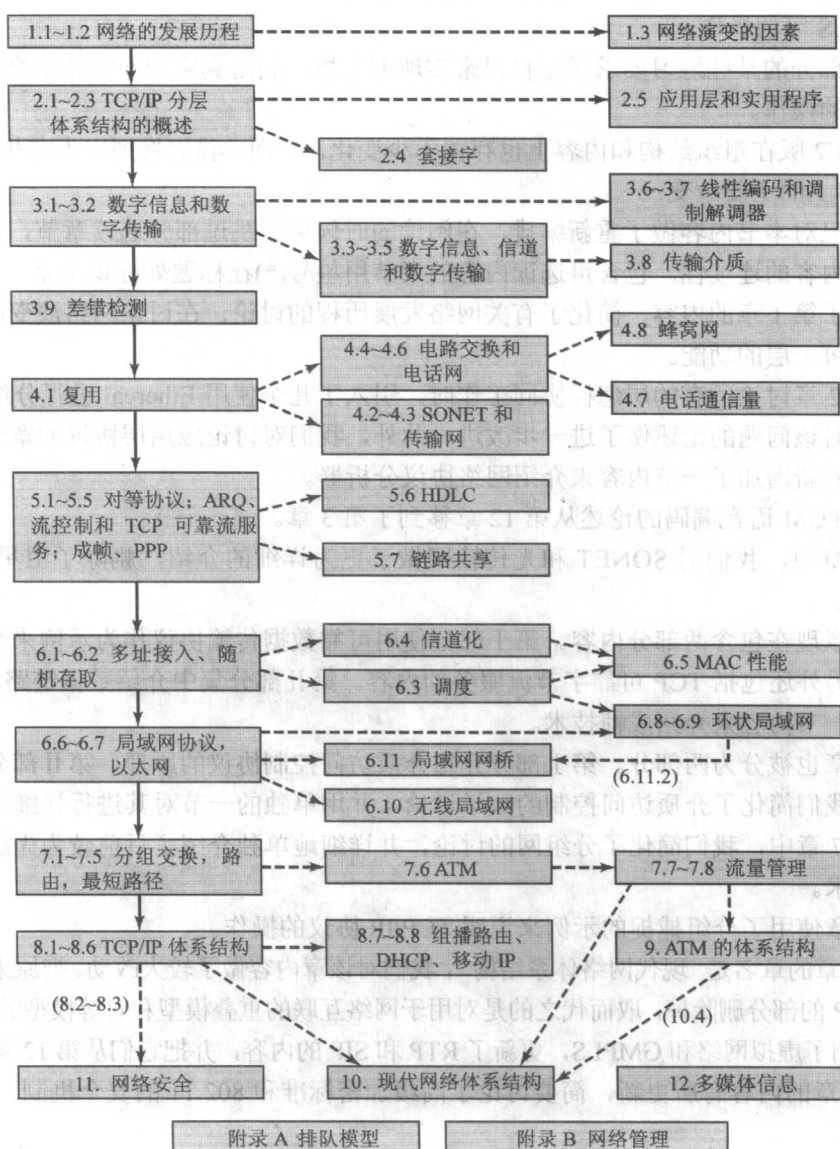 1.1~1.2 网络的发展历程
1.3 网络演变的因素
2.1~2.3 TCP/IP 分层
体系结构的概述
2.5 应用层和实用程序
2.4 套接字
3.1~3.2 数字信息和数
字传输
3.6~3.7 线性编码和调
制解调器
3.3~3.5 数字信息、信道
和数字传输
3.8 传输介质
3.9 差错检测
4.4~4.6 电路交换和
电话网
4.8 蜂窝网
4.1 复用
4.2~4.3 SONET 和
传输网
4.7 电话通信量
5.1~5.5 对等协议；ARQ、
流控制和 TCP 可靠流服
务；成帧、PPP
5.6 HDLC
5.7 链路共享
6.1~6.2 多址接入、随
机存取
6.4 信道化
6.3 调度
6.5 MAC 性能
6.6~6.7 局域网协议，
以太网
6.8~6.9 环状局域网
6.11 局域网网桥
(6.11.2)
6.10 无线局域网
7.1~7.5 分组交换，路
由，最短路径
7.6 ATM
7.7~7.8 流量管理
8.1~8.6 TCP/IP 体系结构
8.7~8.8 组播路由、
DHCP、移动 IP
9. ATM 的体系结构
(8.2~8.3)
(10.4)
11. 网络安全
10. 现代网络体系结构
12.多媒体信息
附录 A 排队模型
附录 B 网络管理